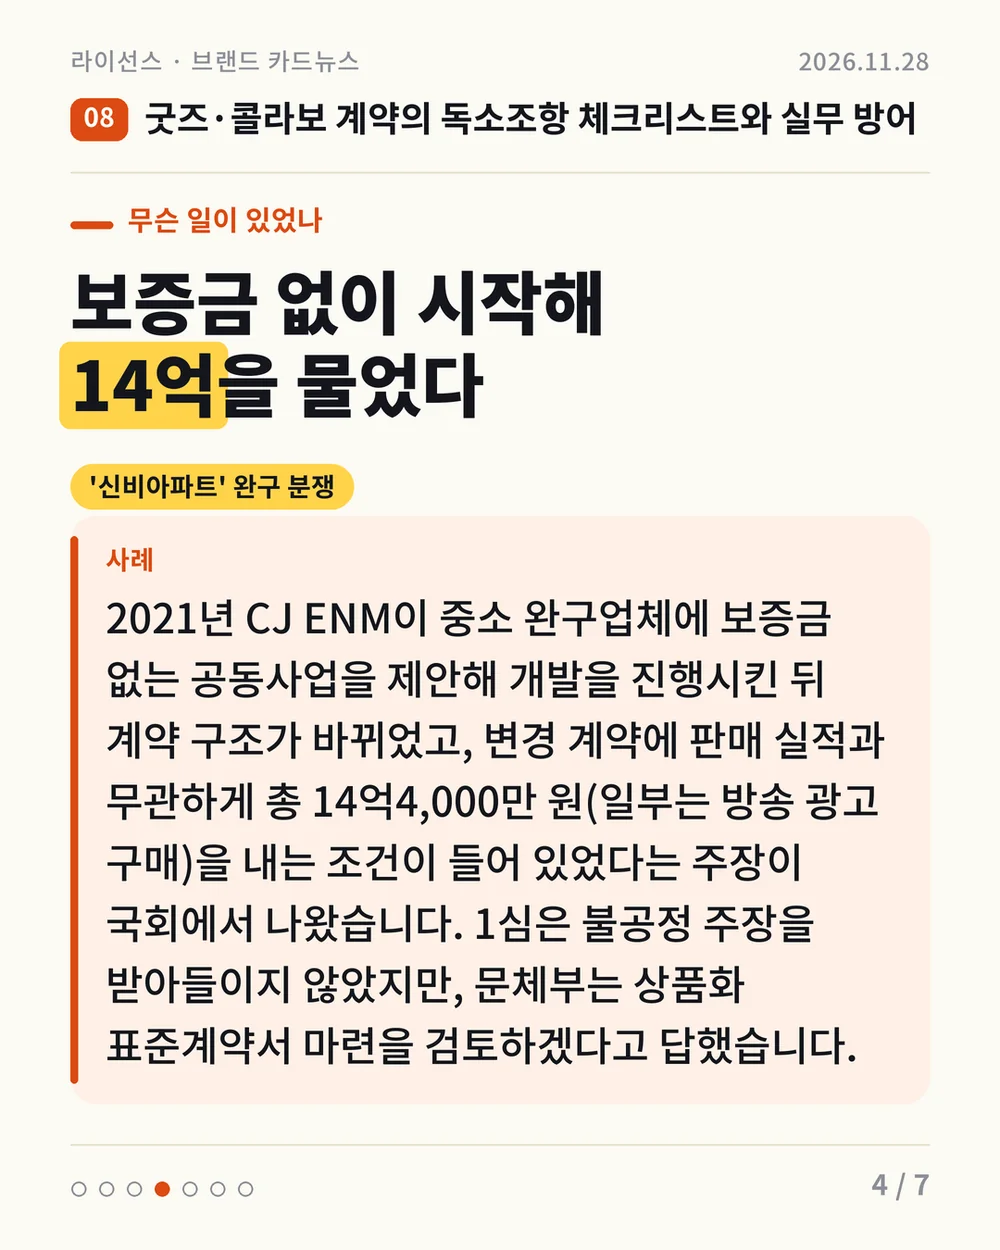 라이선스 · 브랜드 카드뉴스
2026.11.28
08 굿즈·콜라보 계약의 독소조항 체크리스트와 실무 방어
무슨 일이 있었나
보증금 없이 시작해
14억을 물었다
'신비아파트' 완구 분쟁
사례
2021년 CJ ENM이 중소 완구업체에 보증금
없는 공동사업을 제안해 개발을 진행시킨 뒤
계약 구조가 바뀌었고, 변경 계약에 판매 실적과
무관하게 총 14억4,000만 원(일부는 방송 광고
구매)을 내는 조건이 들어 있었다는 주장이
국회에서 나왔습니다. 1심은 불공정 주장을
받아들이지 않았지만, 문체부는 상품화
표준계약서 마련을 검토하겠다고 답했습니다.
4 / 7